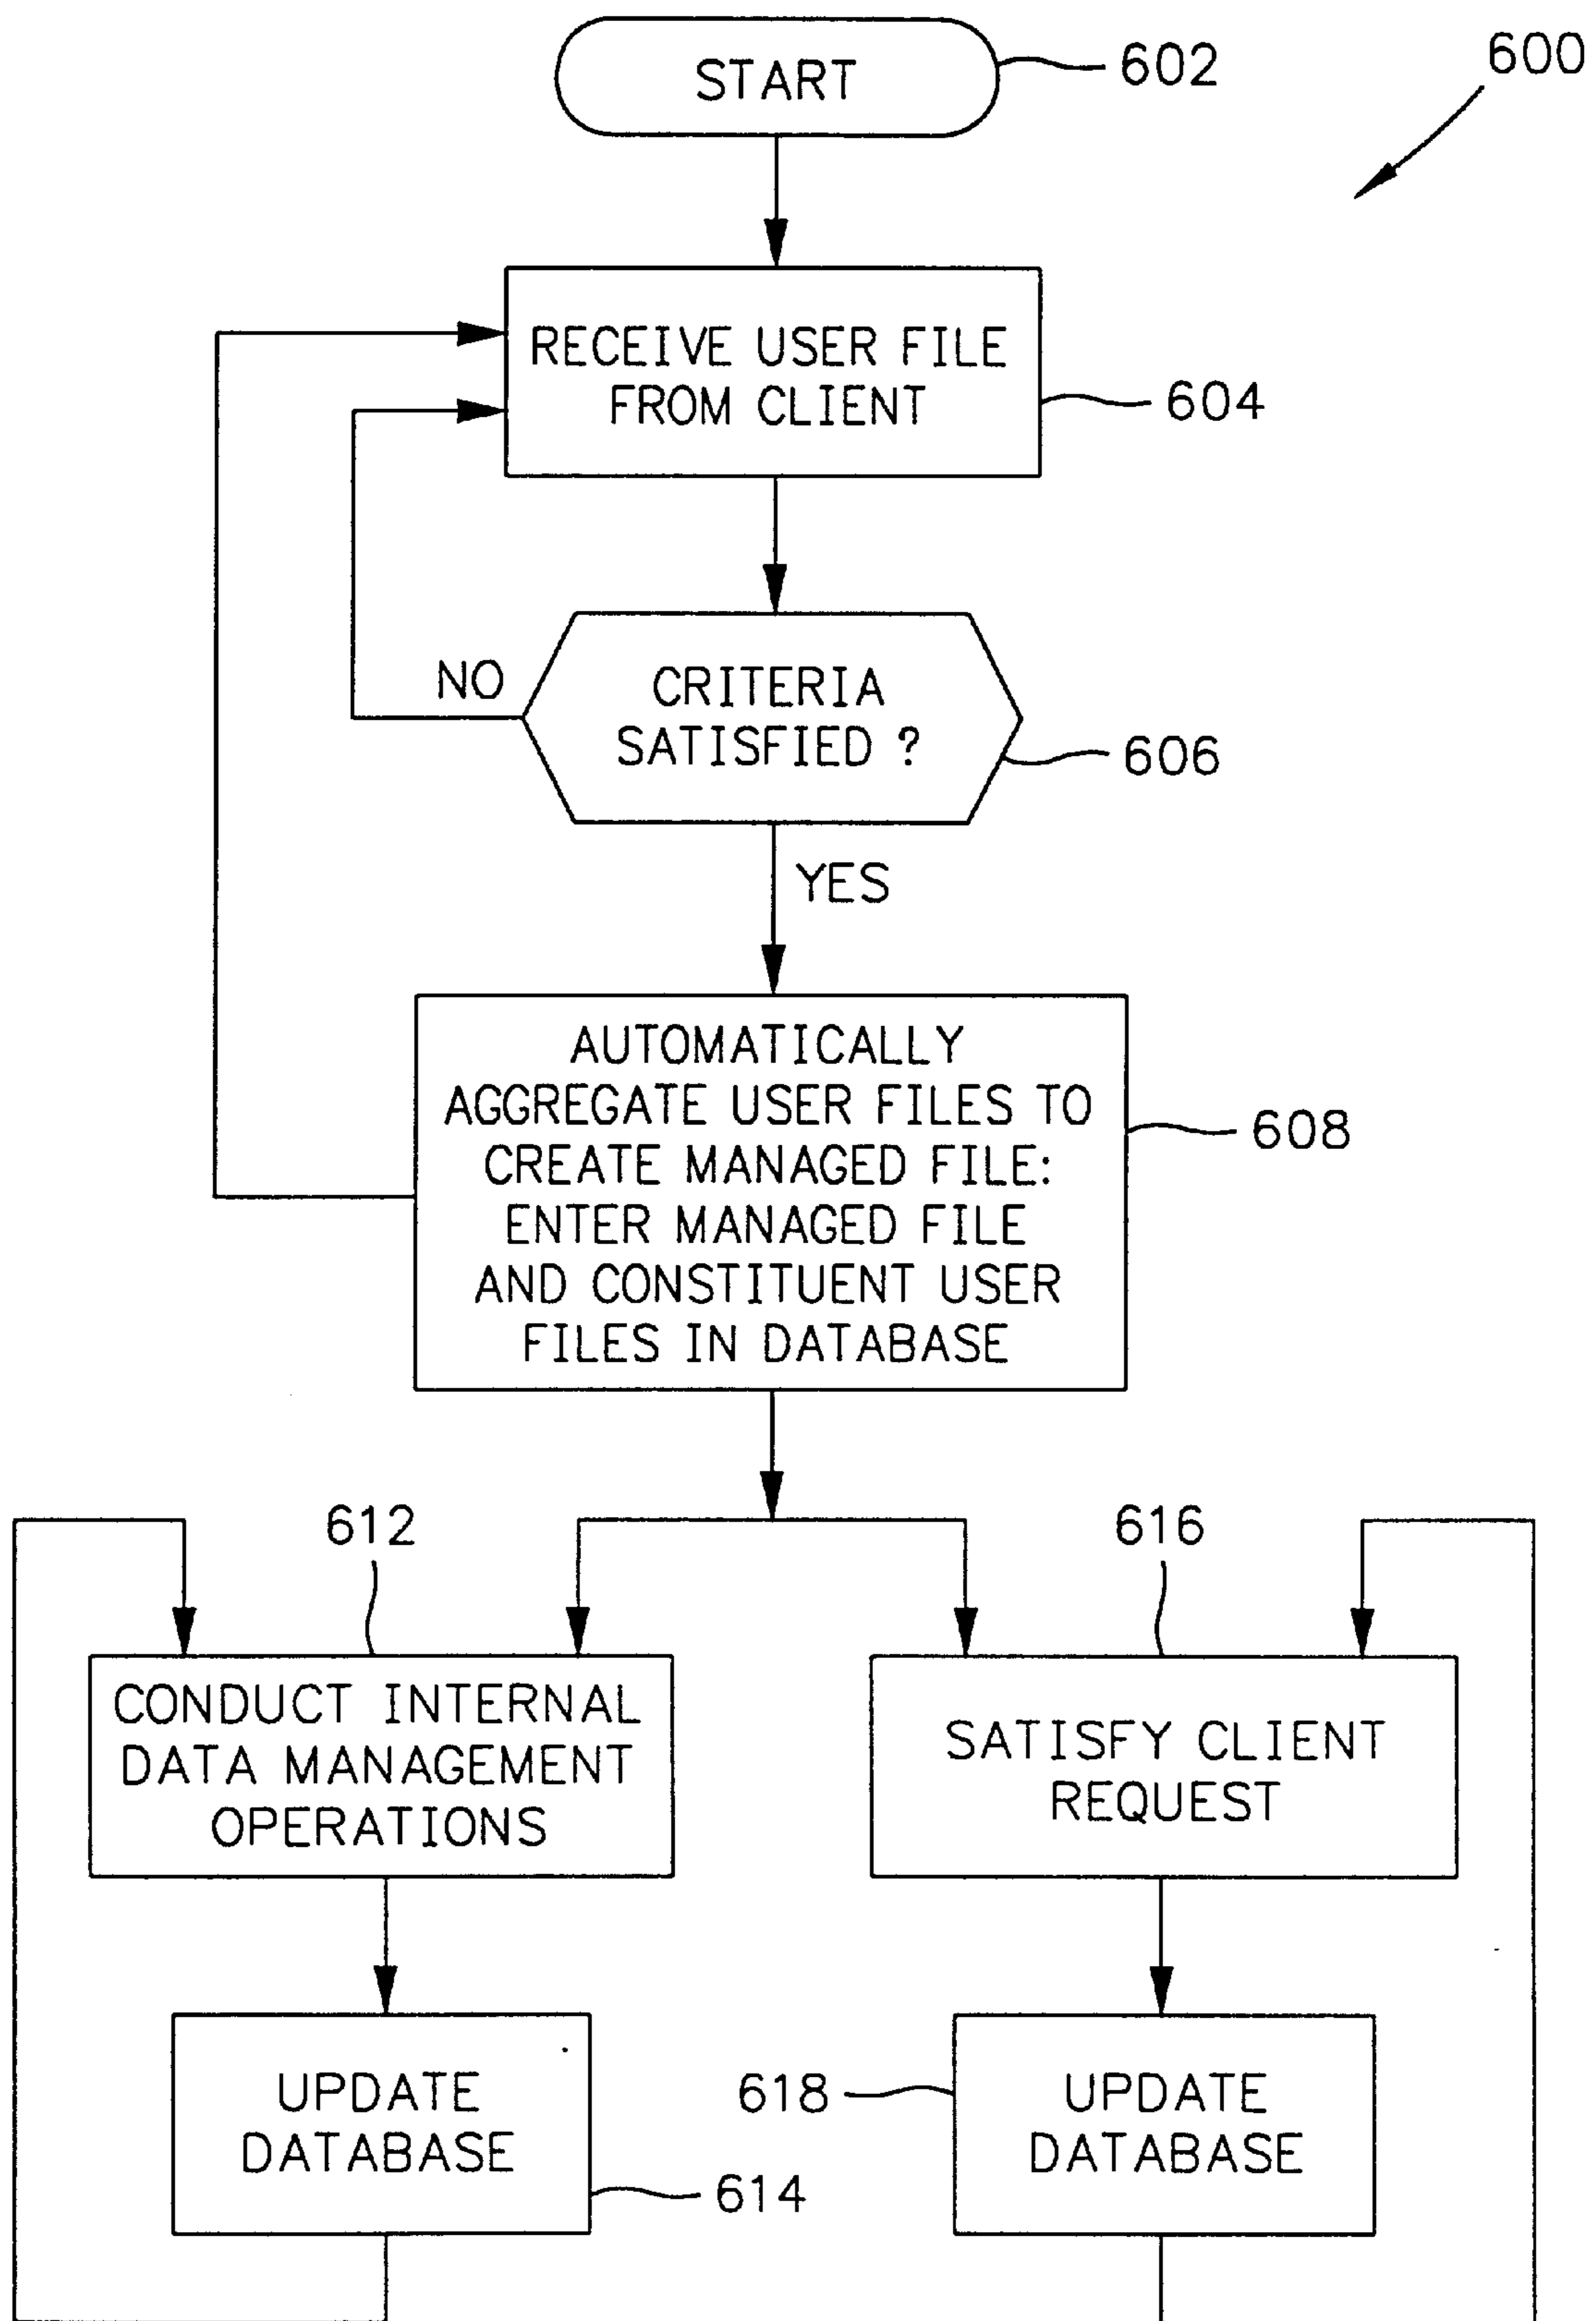 START
602
600
RECEIVE USER FILE
FROM CLIENT
604
NO
CRITERIA
SATISFIED ?
606
YES
AUTOMATICALLY
AGGREGATE USER FILES TO
CREATE MANAGED FILE:
ENTER MANAGED FILE
AND CONSTITUENT USER
FILES IN DATABASE
608
612
616
CONDUCT INTERNAL
DATA MANAGEMENT
OPERATIONS
SATISFY CLIENT
REQUEST
UPDATE
DATABASE
614
618
UPDATE
DATABASE